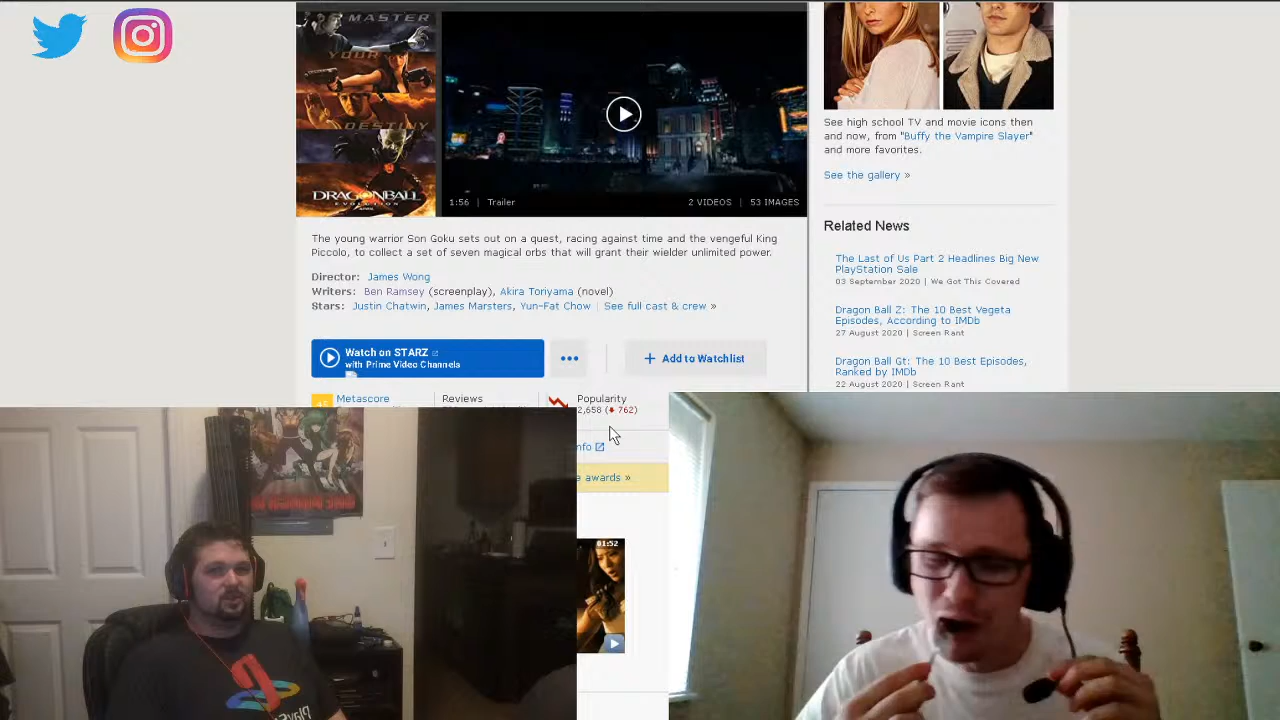 MASTER
YOUR
DESTINY
DRAGONBALL
EVOLUTION
1:56 | Trailer
2 VIDEOS | 53 IMAGES
The young warrior Son Goku sets out on a quest, racing against time and the vengeful King
Piccolo, to collect a set of seven magical orbs that will grant their wielder unlimited power.
Director: James Wong
Writers: Ben Ramsey (screenplay), Akira Toriyama (novel)
Stars: Justin Chatwin, James Marsters, Yun-Fat Chow | See full cast & crew »
Watch on STARZ
with Prime Video Channels
+ Add to Watchlist
45 Metascore
Reviews
Popularity
2,658 (762)
e awards »
01:52
See high school TV and movie icons then
and now, from "Buffy the Vampire Slayer"
and more favorites.
See the gallery »
Related News
The Last of Us Part 2 Headlines Big New
PlayStation Sale
03 September 2020 | We Got This Covered
Dragon Ball Z: The 10 Best Vegeta
Episodes, According to IMDb
27 August 2020 | Screen Rant
Dragon Ball Gt: The 10 Best Episodes,
Ranked by IMDb
22 August 2020 | Screen Rant